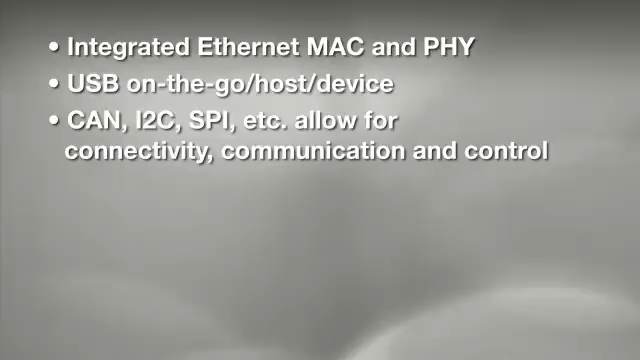 • Integrated Ethernet MAC and PHY
• USB on-the-go/host/device
• CAN, I2C, SPI, etc. allow for
connectivity, communication and control